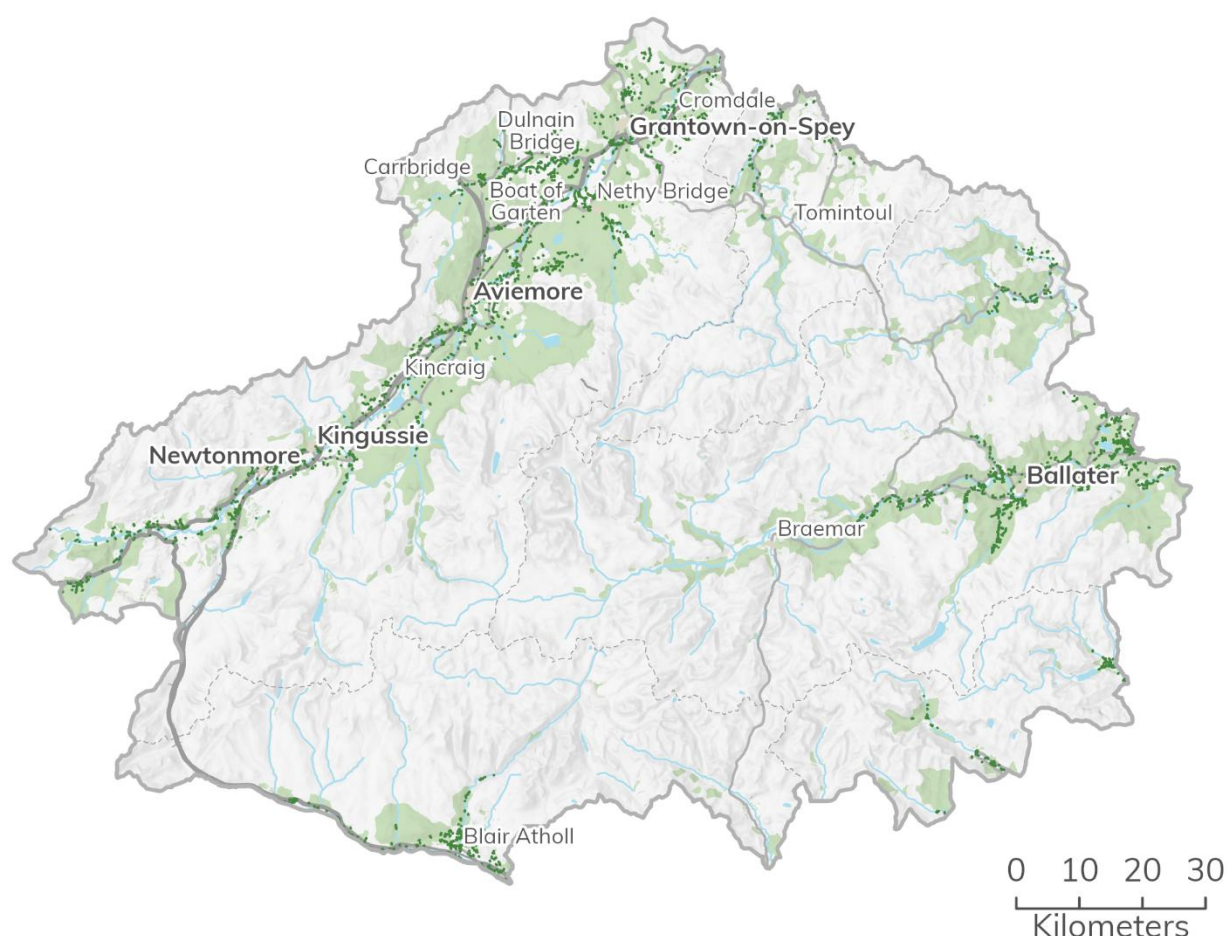 Cromdale
Dulnain
Bridge
Grantown-on-Spey
Carrbridge
Boat of
Garten
Nethy Bridge
Tomintoul
Aviemore
Kincraig
Kingussie
Newtonmore
Ballater
Braemar
Blair Atholl
0 10 20 30
Kilometers